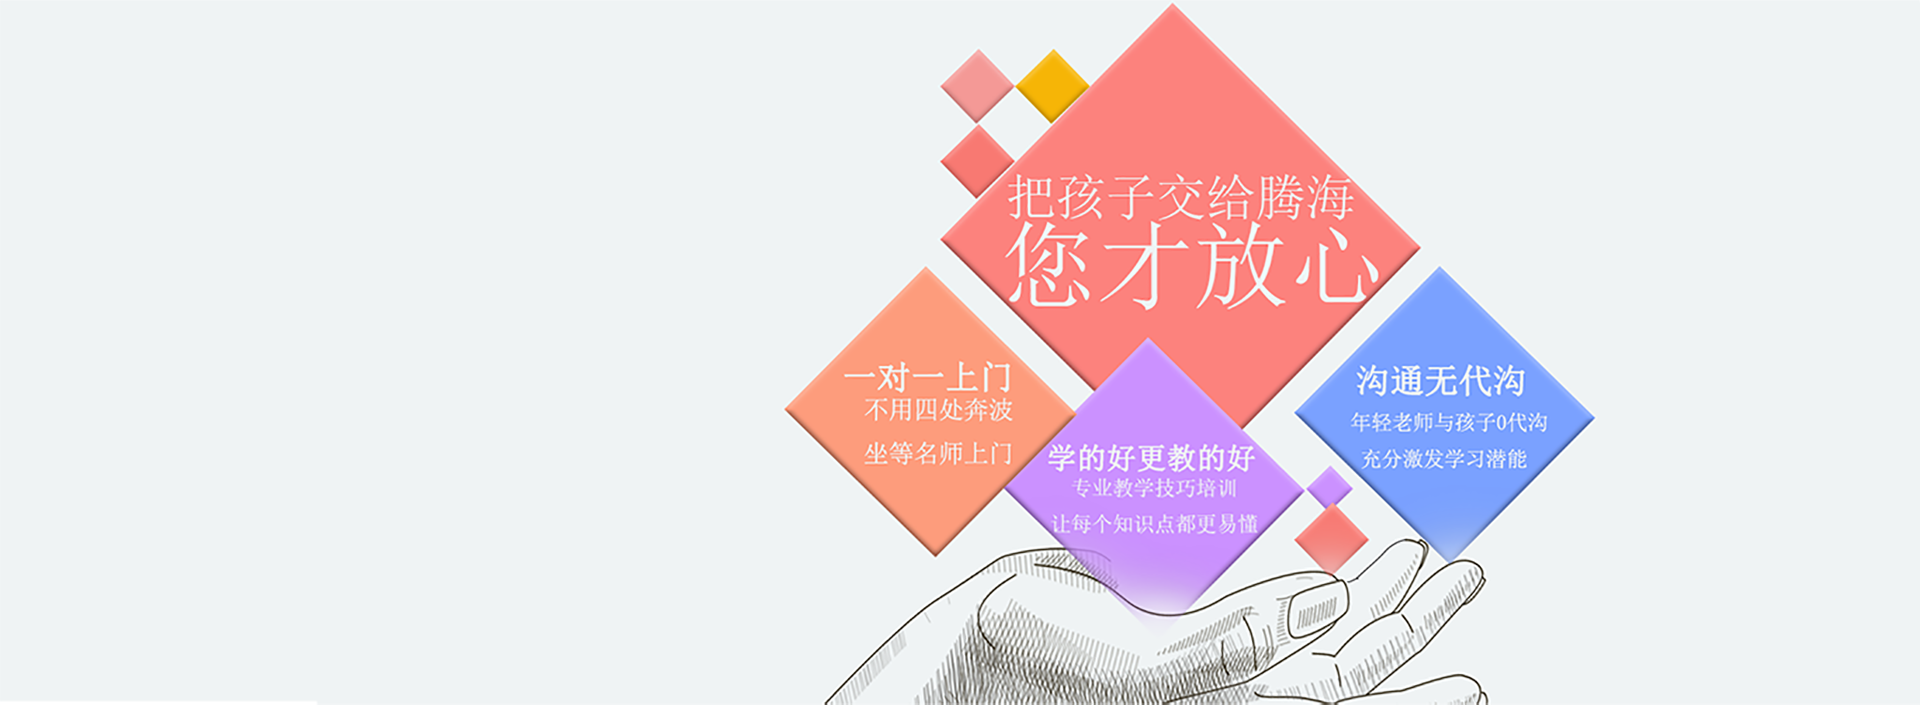 把孩子交给腾海
您才放心
一对一上门
不用四处奔波
坐等名师上门
学的好更教的好
专业教学技巧培训
让每个知识点都更易懂
沟通无代沟
年轻老师与孩子0代沟
充分激发学习潜能